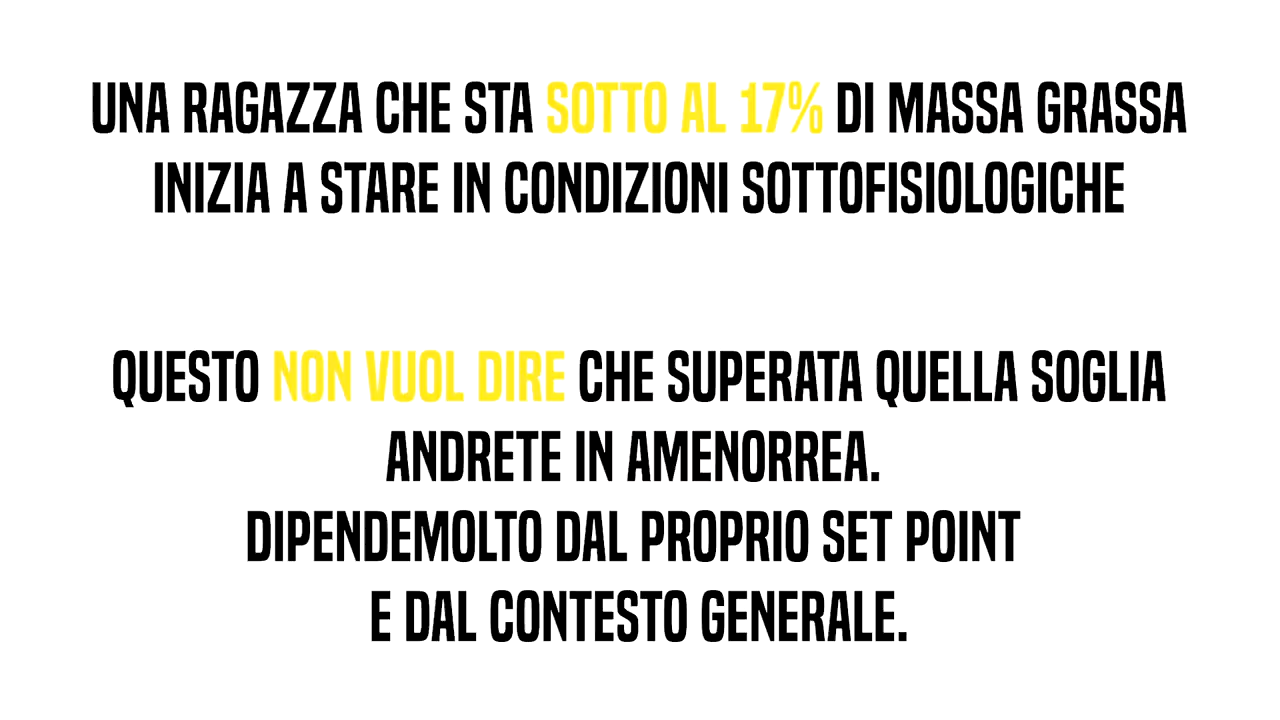 UNA RAGAZZA CHE STA SOTTO AL 17% DI MASSA GRASSA
INIZIA A STARE IN CONDIZIONI SOTTOFISIOLOGICHE
QUESTO NON VUOL DIRE CHE SUPERATA QUELLA SOGLIA
ANDRETE IN AMENORREA.
DIPENDEMOLTO DAL PROPRIO SET POINT
E DAL CONTESTO GENERALE.